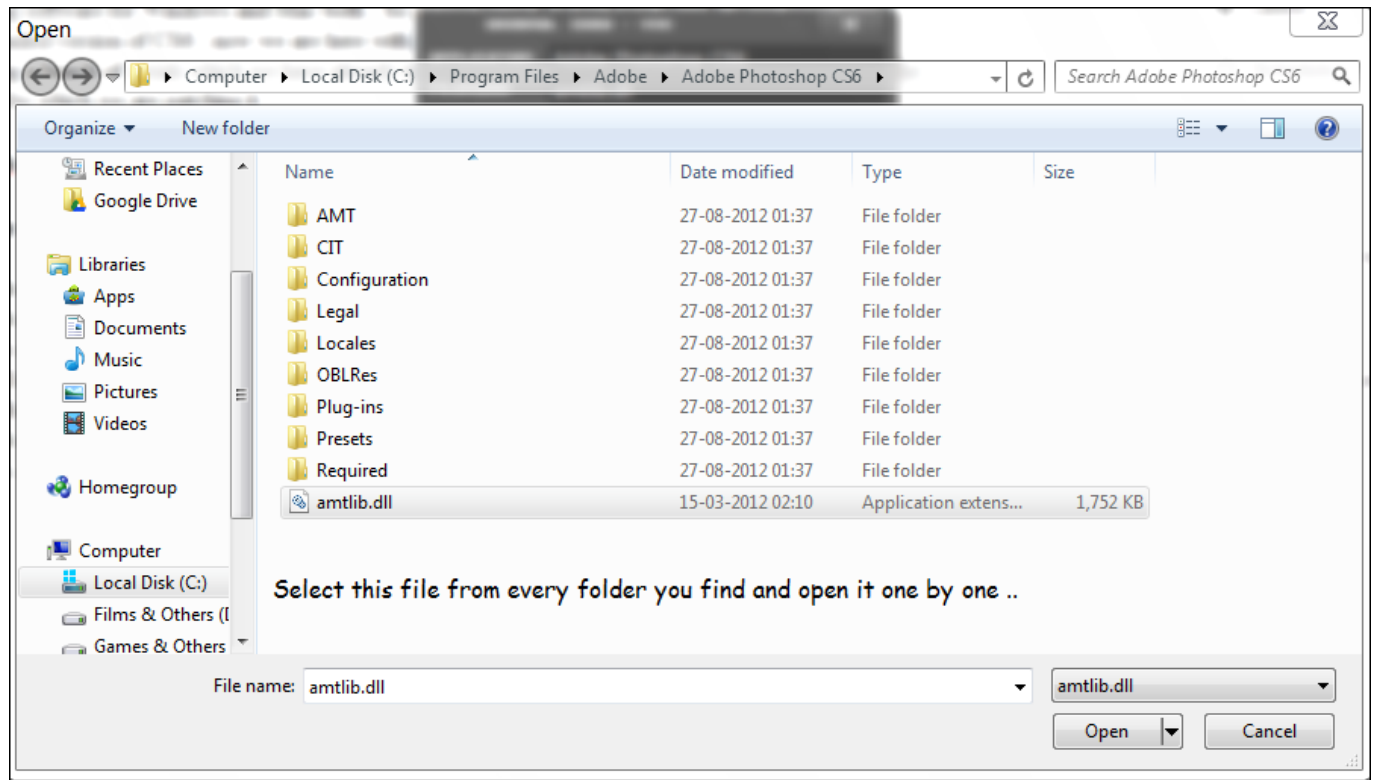 Open
Computer Local Disk (C:) Program Files Adobe Adobe Photoshop CS6
Search Adobe Photoshop CS6
Organize New folder
Recent Places
Google Drive
Libraries
Apps
Documents
Music
Pictures
Videos
Homegroup
Computer
Local Disk (C:)
Films & Others (
Games & Others
Name Date modified Type Size
AMT 27-08-2012 01:37 File folder
CIT 27-08-2012 01:37 File folder
Configuration 27-08-2012 01:37 File folder
Legal 27-08-2012 01:37 File folder
Locales 27-08-2012 01:37 File folder
OBLRes 27-08-2012 01:37 File folder
Plug-ins 27-08-2012 01:37 File folder
Presets 27-08-2012 01:37 File folder
Required 27-08-2012 01:37 File folder
amtlib.dll 15-03-2012 02:10 Application extens... 1,752 KB
Select this file from every folder you find and open it one by one ..
File name: amtlib.dll amtlib.dll
Open Cancel